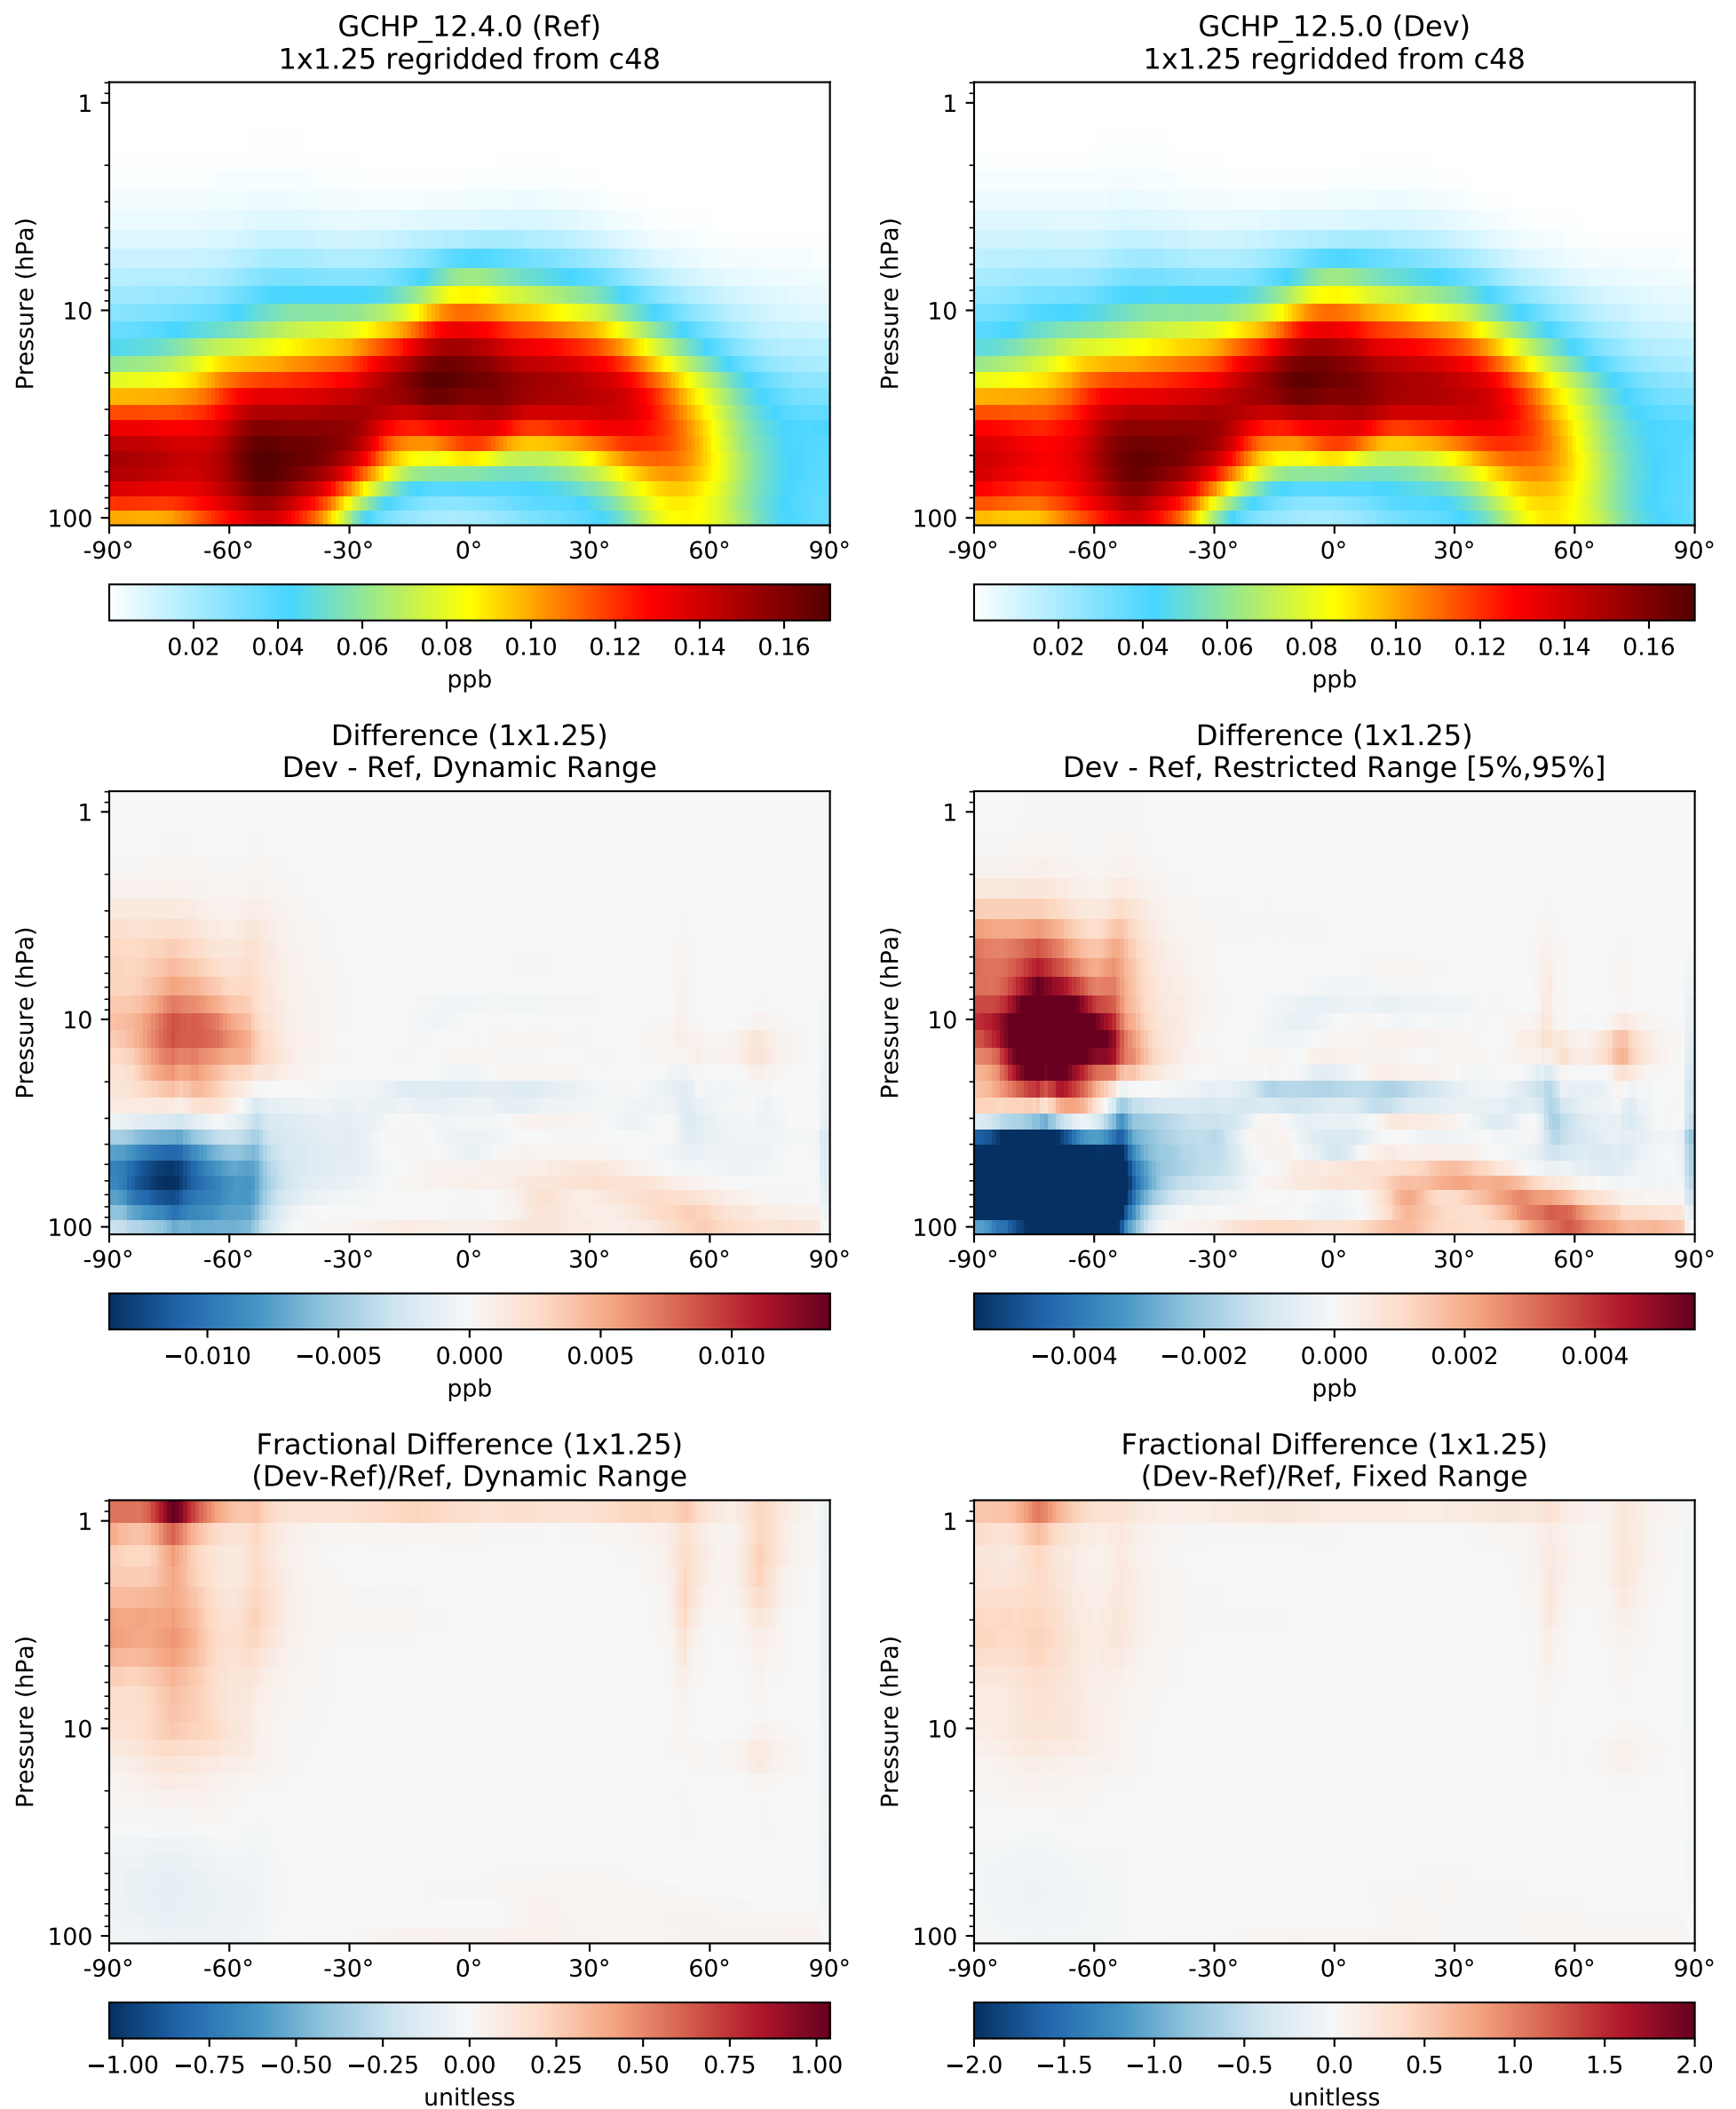 GCHP_12.4.0 (Ref)
1x1.25 regridded from c48
GCHP_12.5.0 (Dev)
1x1.25 regridded from c48
Pressure (hPa)
1
10
100
-90° -60° -30° 0° 30° 60° 90°
0.02 0.04 0.06 0.08 0.10 0.12 0.14 0.16
ppb
Pressure (hPa)
1
10
100
-90° -60° -30° 0° 30° 60° 90°
0.02 0.04 0.06 0.08 0.10 0.12 0.14 0.16
ppb
Difference (1x1.25)
Dev - Ref, Dynamic Range
Difference (1x1.25)
Dev - Ref, Restricted Range [5%,95%]
Pressure (hPa)
1
10
100
-90° -60° -30° 0° 30° 60° 90°
−0.010 −0.005 0.000 0.005 0.010
ppb
Pressure (hPa)
1
10
100
-90° -60° -30° 0° 30° 60° 90°
−0.004 −0.002 0.000 0.002 0.004
ppb
Fractional Difference (1x1.25)
(Dev-Ref)/Ref, Dynamic Range
Fractional Difference (1x1.25)
(Dev-Ref)/Ref, Fixed Range
Pressure (hPa)
1
10
100
-90° -60° -30° 0° 30° 60° 90°
−1.00 −0.75 −0.50 −0.25 0.00 0.25 0.50 0.75 1.00
unitless
Pressure (hPa)
1
10
100
-90° -60° -30° 0° 30° 60° 90°
−2.0 −1.5 −1.0 −0.5 0.0 0.5 1.0 1.5 2.0
unitless